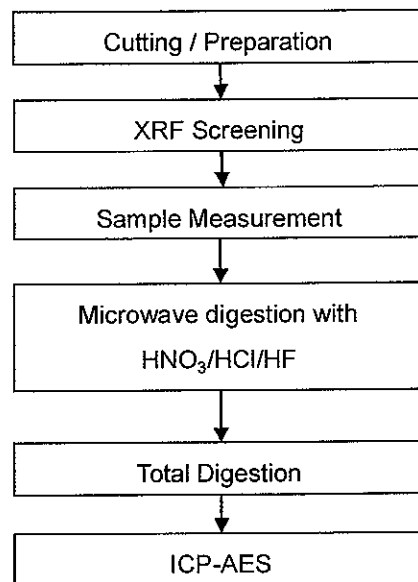 Cutting / Preparation
XRF Screening
Sample Measurement
Microwave digestion with
HNO₃/HCl/HF
Total Digestion
ICP-AES